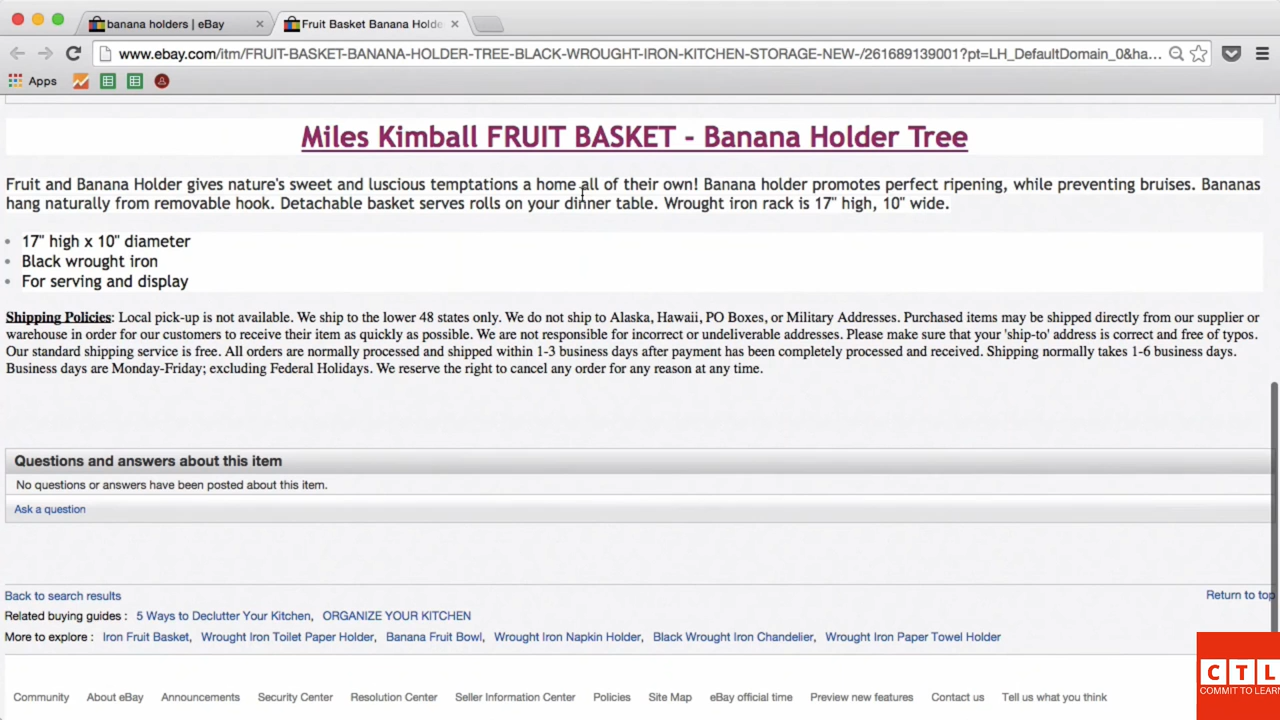 banana holders | eBay
Fruit Basket Banana Holde
www.ebay.com/itm/FRUIT-BASKET-BANANA-HOLDER-TREE-BLACK-WROUGHT-IRON-KITCHEN-STORAGE-NEW-/261689139001?pt=LH_DefaultDomain_0&ha...
Apps
Miles Kimball FRUIT BASKET - Banana Holder Tree
Fruit and Banana Holder gives nature's sweet and luscious temptations a home all of their own! Banana holder promotes perfect ripening, while preventing bruises. Bananas
hang naturally from removable hook. Detachable basket serves rolls on your dinner table. Wrought iron rack is 17" high, 10" wide.
• 17" high x 10" diameter
• Black wrought iron
• For serving and display
Shipping Policies: Local pick-up is not available. We ship to the lower 48 states only. We do not ship to Alaska, Hawaii, PO Boxes, or Military Addresses. Purchased items may be shipped directly from our supplier or
warehouse in order for our customers to receive their item as quickly as possible. We are not responsible for incorrect or undeliverable addresses. Please make sure that your 'ship-to' address is correct and free of typos.
Our standard shipping service is free. All orders are normally processed and shipped within 1-3 business days after payment has been completely processed and received. Shipping normally takes 1-6 business days.
Business days are Monday-Friday; excluding Federal Holidays. We reserve the right to cancel any order for any reason at any time.
Questions and answers about this item
No questions or answers have been posted about this item.
Ask a question
Back to search results
Return to top
Related buying guides : 5 Ways to Declutter Your Kitchen, ORGANIZE YOUR KITCHEN
More to explore : Iron Fruit Basket, Wrought Iron Toilet Paper Holder, Banana Fruit Bowl, Wrought Iron Napkin Holder, Black Wrought Iron Chandelier, Wrought Iron Paper Towel Holder
Community About eBay Announcements Security Center Resolution Center Seller Information Center Policies Site Map eBay official time Preview new features Contact us Tell us what you think
CTL
COMMIT TO LEARN